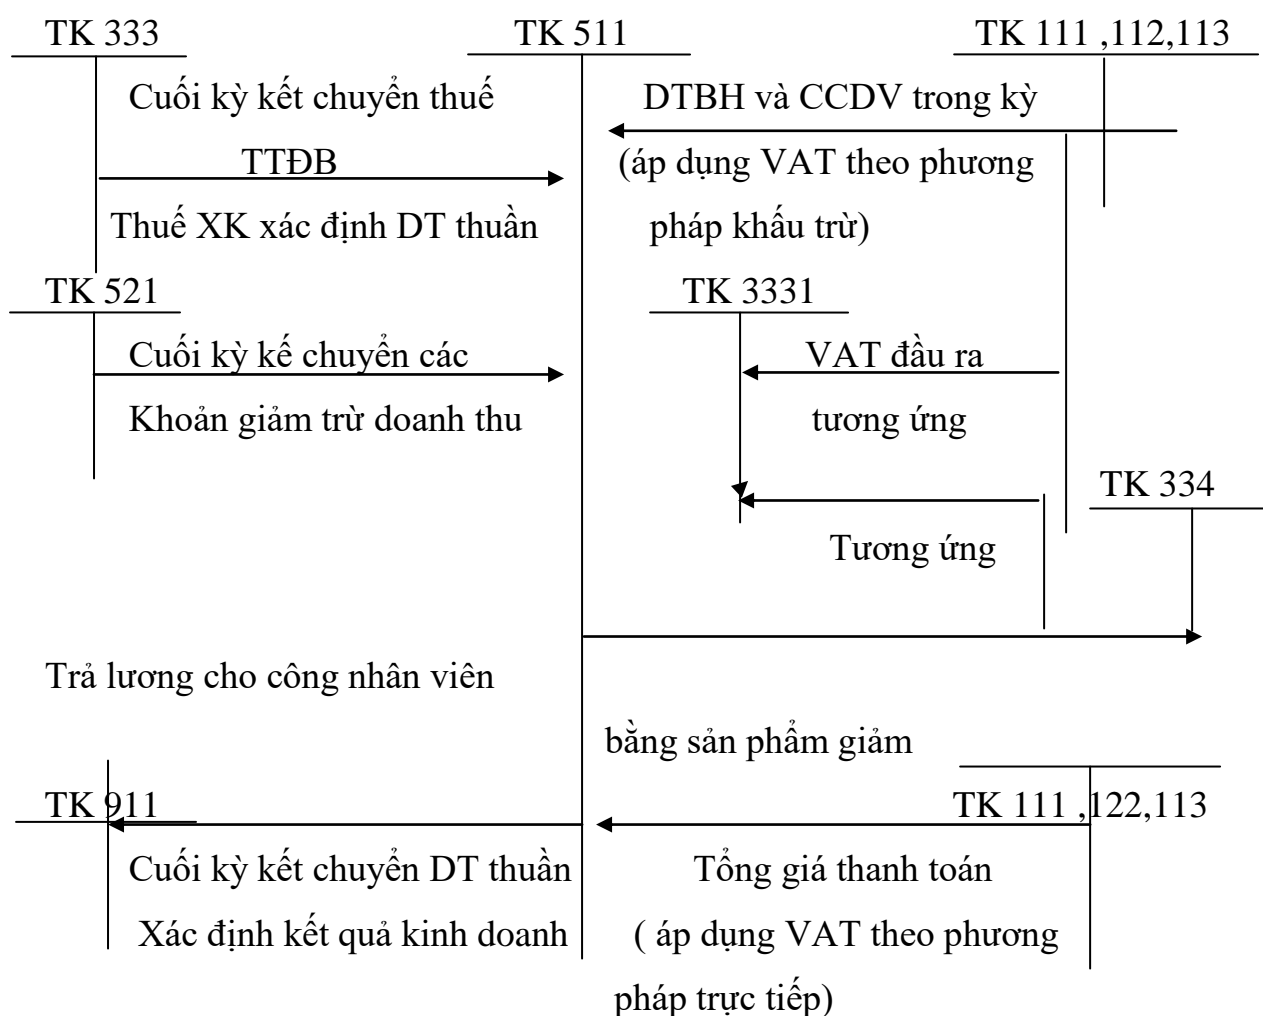 TK 333
TK 511
TK 111 ,112,113
Cuối kỳ kết chuyển thuế
DTBH và CCDV trong kỳ
TTĐB
(áp dụng VAT theo phương
Thuế XK xác định DT thuần
pháp khấu trừ)
TK 521
TK 3331
Cuối kỳ kế chuyển các
VAT đầu ra
Khoản giảm trừ doanh thu
tương ứng
TK 334
Tương ứng
Trả lương cho công nhân viên
bằng sản phẩm giảm
TK 911
TK 111 ,122,113
Cuối kỳ kết chuyển DT thuần
Tổng giá thanh toán
Xác định kết quả kinh doanh
( áp dụng VAT theo phương
pháp trực tiếp)